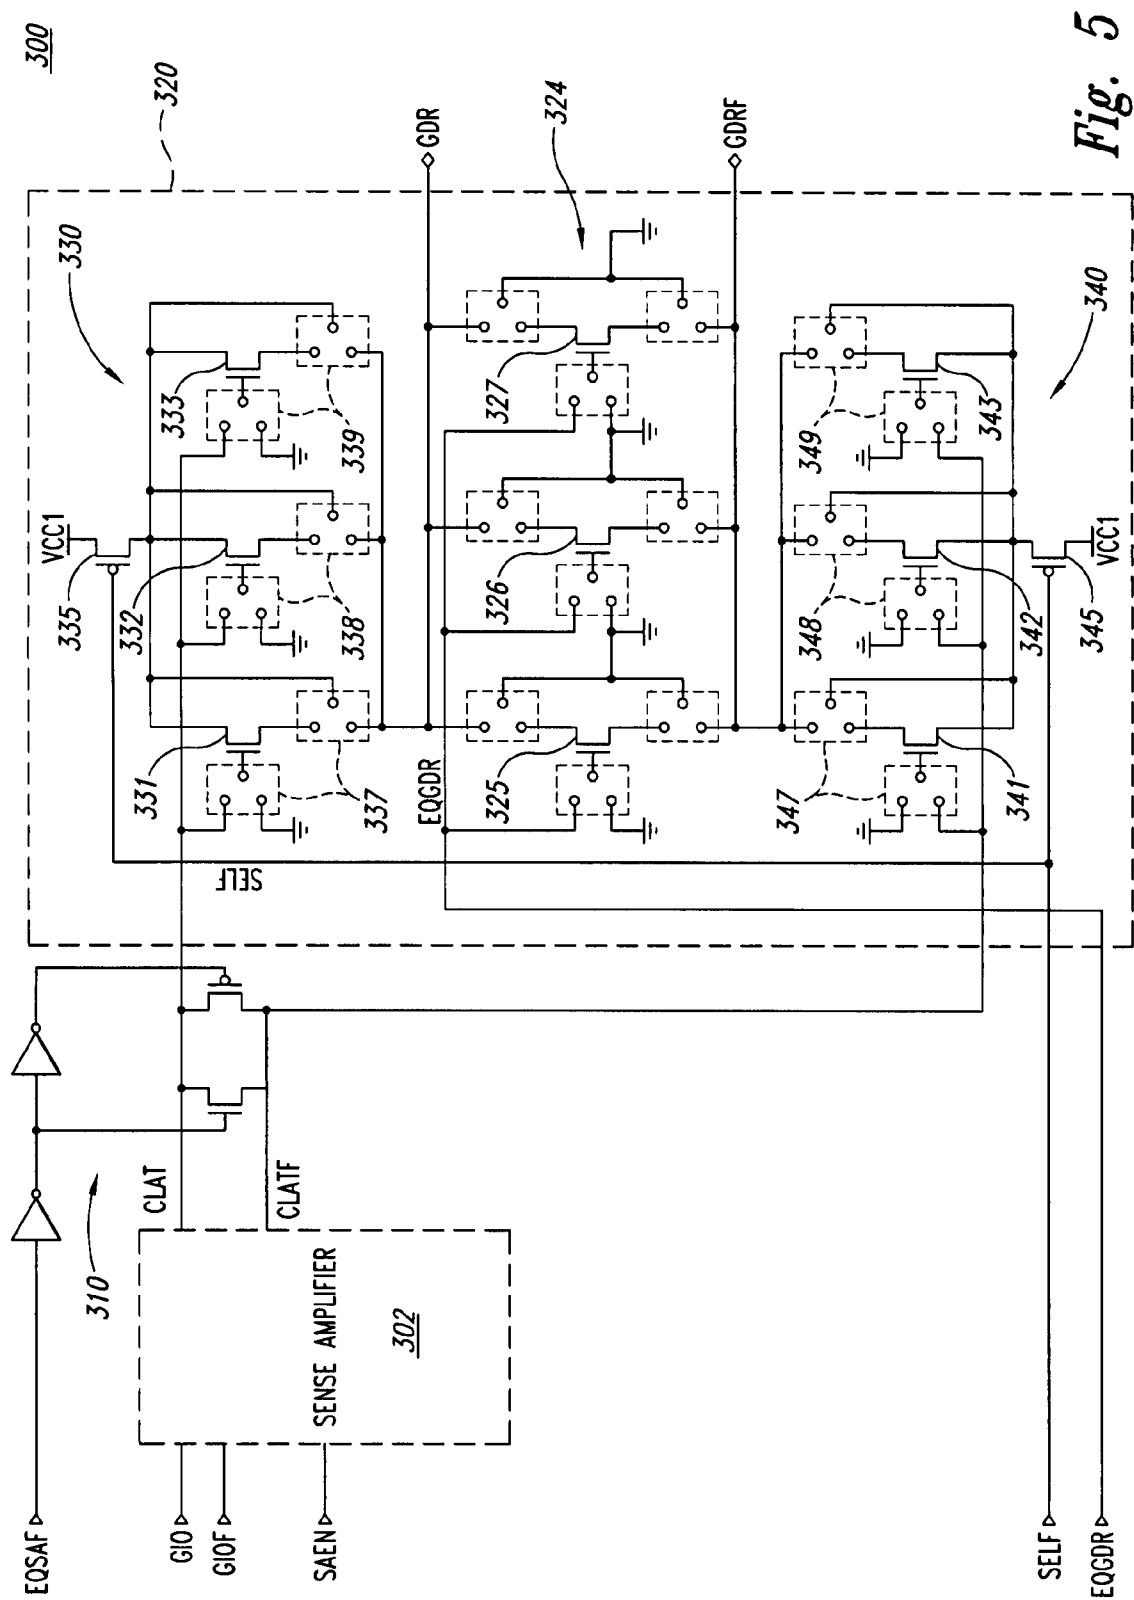 300
320
330
VCC1
335
331
332
333
337
338
339
SELF
GDR
324
EQGDR
325
326
327
GDRF
340
347
348
349
341
342
343
345
VCC1
EQSAF
310
CLAT
CLATF
GIO
GIOF
SAEN
SENSE AMPLIFIER
302
SELF
EQGDR
Fig. 5